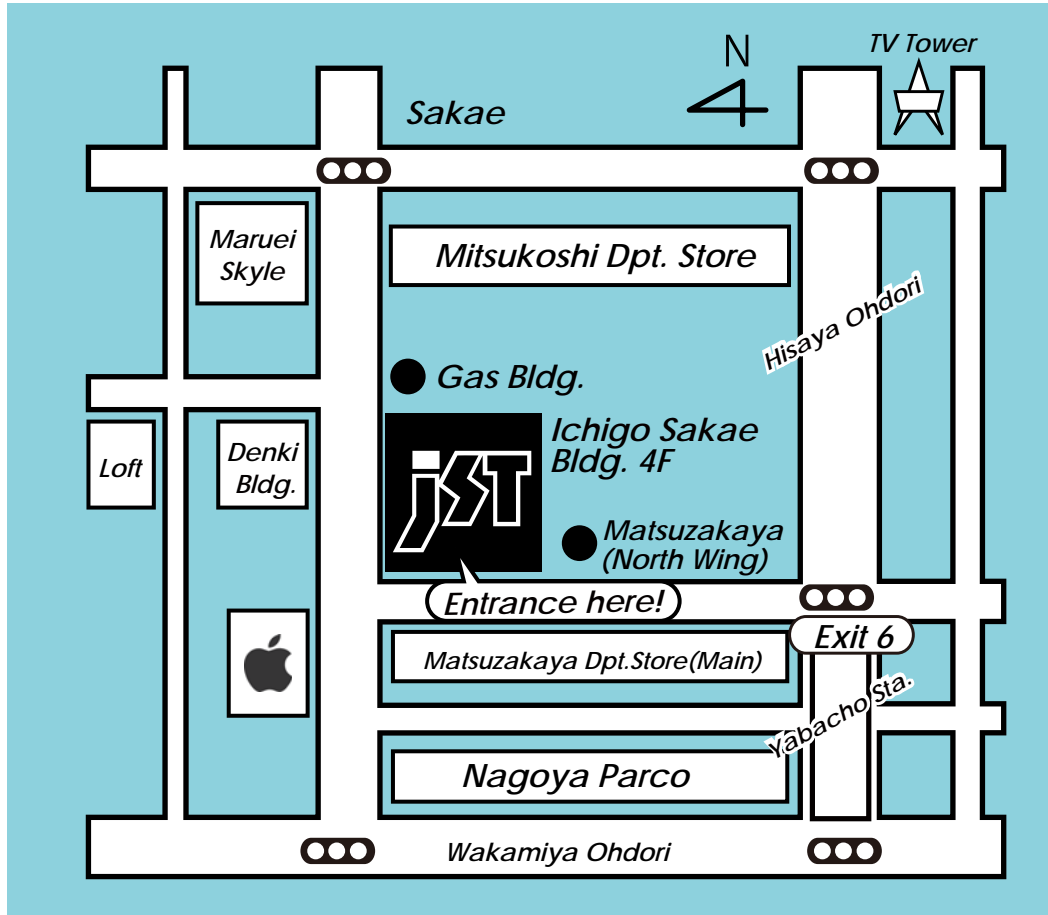 N
TV Tower
Sakae
Maruei
Skyle
Mitsukoshi Dpt. Store
Hisaya Ohdori
Gas Bldg.
Loft
Denki
Bldg.
jST
Ichigo Sakae
Bldg. 4F
Matsuzakaya
(North Wing)
Entrance here!
Exit 6
Matsuzakaya Dpt.Store(Main)
Yabacho Sta.
Nagoya Parco
Wakamiya Ohdori